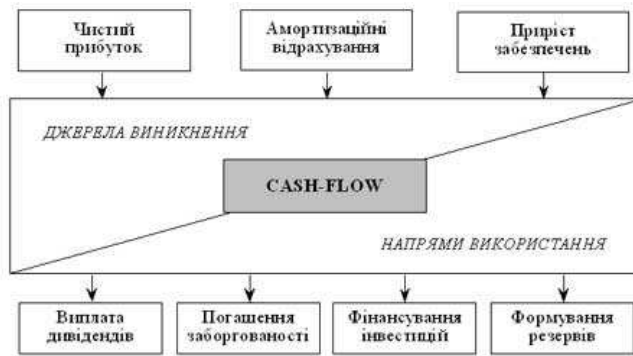 Чистий
прибуток
Амортизаційні
відрахування
Приріст
забезпечень
ДЖЕРЕЛА ВИНИКНЕННЯ
CASH-FLOW
НАПРЯМИ ВИКОРИСТАННЯ
Виплата
дивидендів
Погашення
заборгованості
Фінансування
інвестицій
Формування
резервів